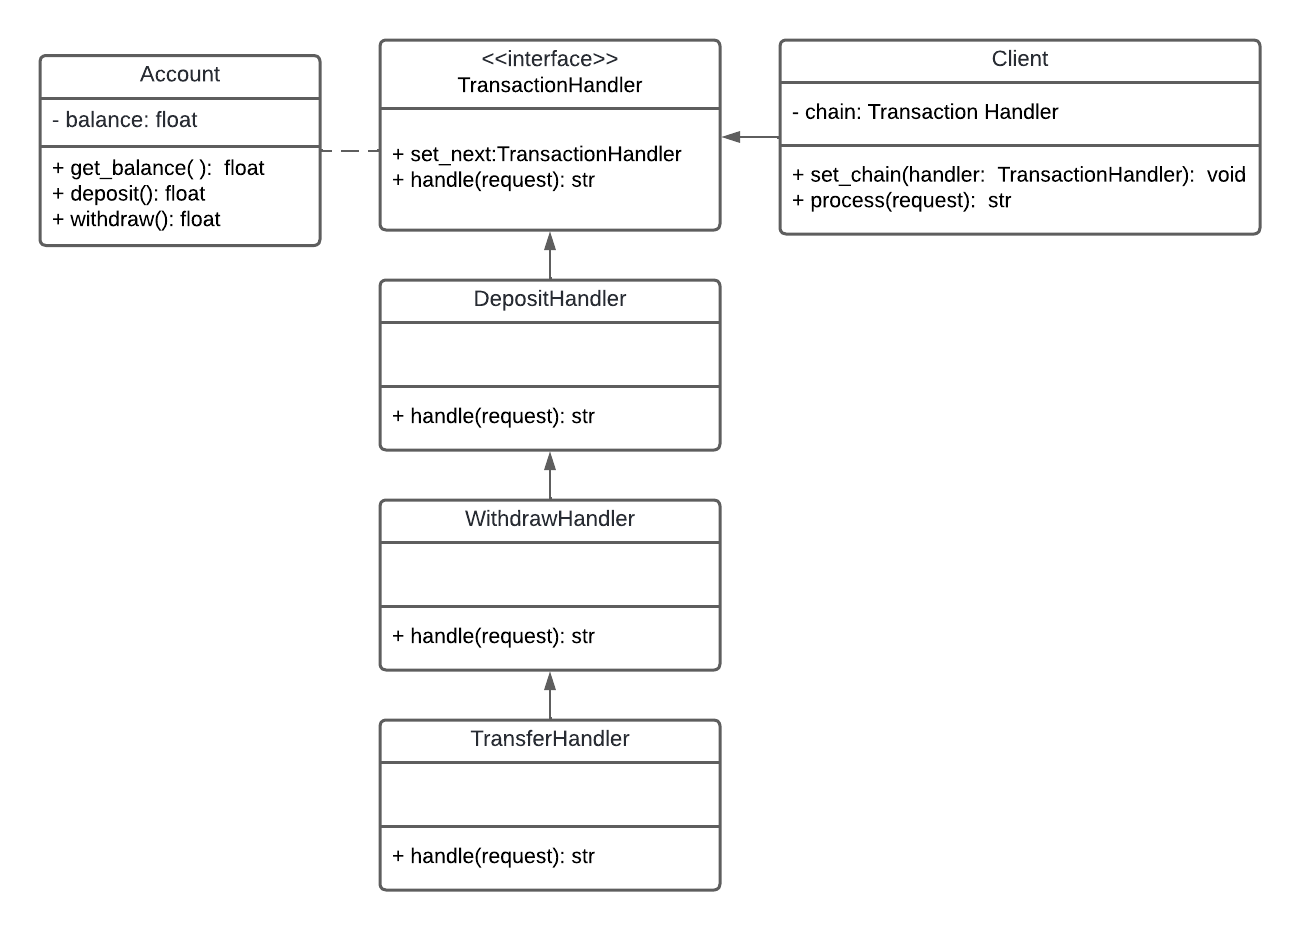 Account
- balance: float
+ get_balance( ):  float
+ deposit(): float
+ withdraw(): float
<<interface>>
TransactionHandler
+ set_next:TransactionHandler
+ handle(request): str
Client
- chain: Transaction Handler
+ set_chain(handler:  TransactionHandler):  void
+ process(request):  str
DepositHandler
+ handle(request): str
WithdrawHandler
+ handle(request): str
TransferHandler
+ handle(request): str